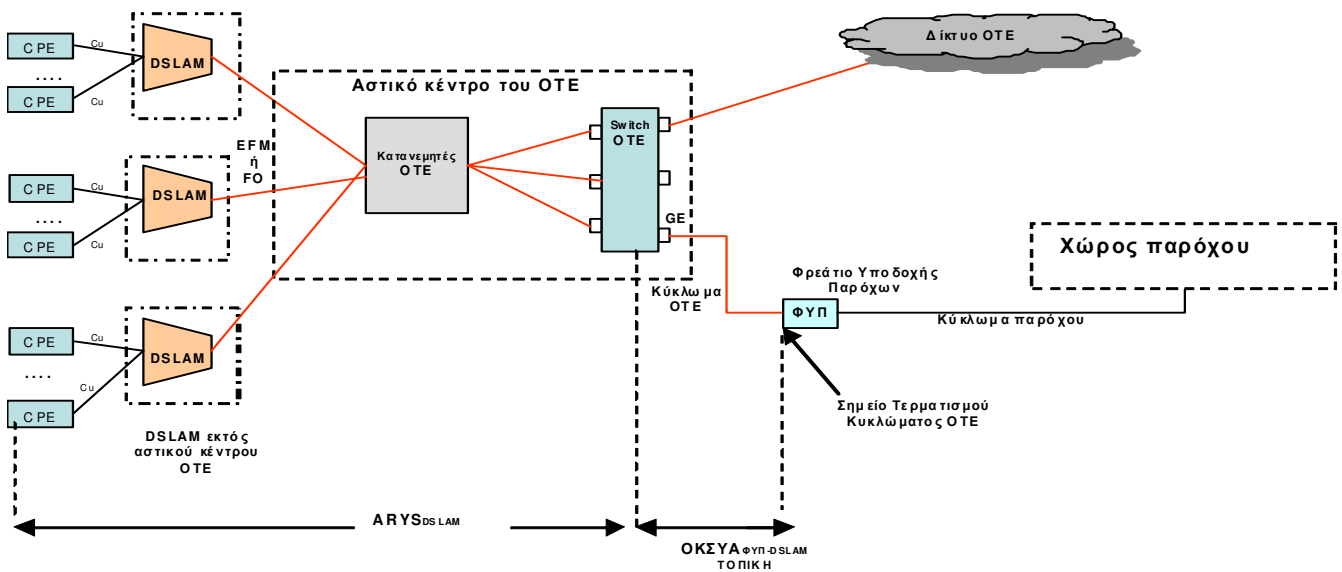 CPE
Cu
....
CPE
Cu
DSLAM
CPE
Cu
....
CPE
Cu
DSLAM
CPE
Cu
....
CPE
Cu
DSLAM
DSLAM εκτός
αστικού κέντρου
ΟΤΕ
EFM
ή
FO
Αστικό κέντρο του ΟΤΕ
Κατανεμητές
ΟΤΕ
Switch
ΟΤΕ
GE
Δίκτυο ΟΤΕ
Κύκλωμα
ΟΤΕ
Φρεάτιο Υποδοχής
Παρόχων
ΦΥΠ
Χώρος παρόχου
Κύκλωμα παρόχου
Σημείο Τερματισμού
Κυκλώματος ΟΤΕ
ARYSDSLAM
ΟΚΣΥΑΦΥΠ-DSLAM
ΤΟΠΙΚΗ